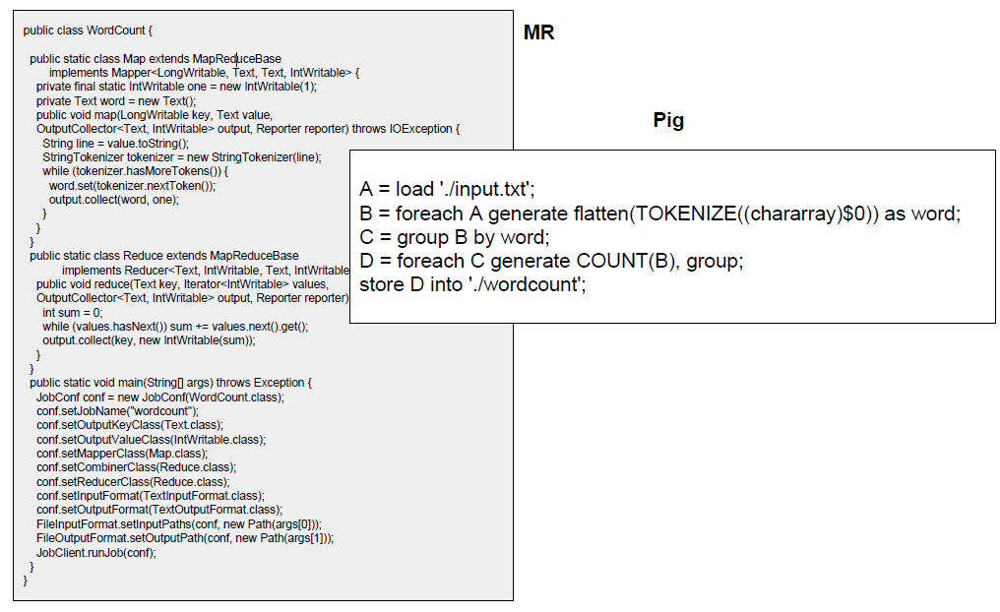 public class WordCount {
public static class Map extends MapReduceBase
implements Mapper<LongWritable, Text, Text, IntWritable> {
private final static IntWritable one = new IntWritable(1);
private Text word = new Text();
public void map(LongWritable key, Text value,
OutputCollector<Text, IntWritable> output, Reporter reporter) throws IOException {
String line = value.toString();
StringTokenizer tokenizer = new StringTokenizer(line);
while (tokenizer.hasMoreTokens()) {
word.set(tokenizer.nextToken());
output.collect(word, one);
}
}
}
public static class Reduce extends MapReduceBase
implements Reducer<Text, IntWritable, Text, IntWritable
public void reduce(Text key, Iterator<IntWritable> values,
OutputCollector<Text, IntWritable> output, Reporter reporter)
int sum = 0;
while (values.hasNext()) sum += values.next().get();
output.collect(key, new IntWritable(sum));
}
}
public static void main(String[] args) throws Exception {
JobConf conf = new JobConf(WordCount.class);
conf.setJobName("wordcount");
conf.setOutputKeyClass(Text.class);
conf.setOutputValueClass(IntWritable.class);
conf.setMapperClass(Map.class);
conf.setCombinerClass(Reduce.class);
conf.setReducerClass(Reduce.class);
conf.setInputFormat(TextInputFormat.class);
conf.setOutputFormat(TextOutputFormat.class);
FileInputFormat.setInputPaths(conf, new Path(args[0]));
FileOutputFormat.setOutputPath(conf, new Path(args[1]));
JobClient.runJob(conf);
}
}
MR
Pig
A = load './input.txt';
B = foreach A generate flatten(TOKENIZE((chararray)$0)) as word;
C = group B by word;
D = foreach C generate COUNT(B), group;
store D into './wordcount';